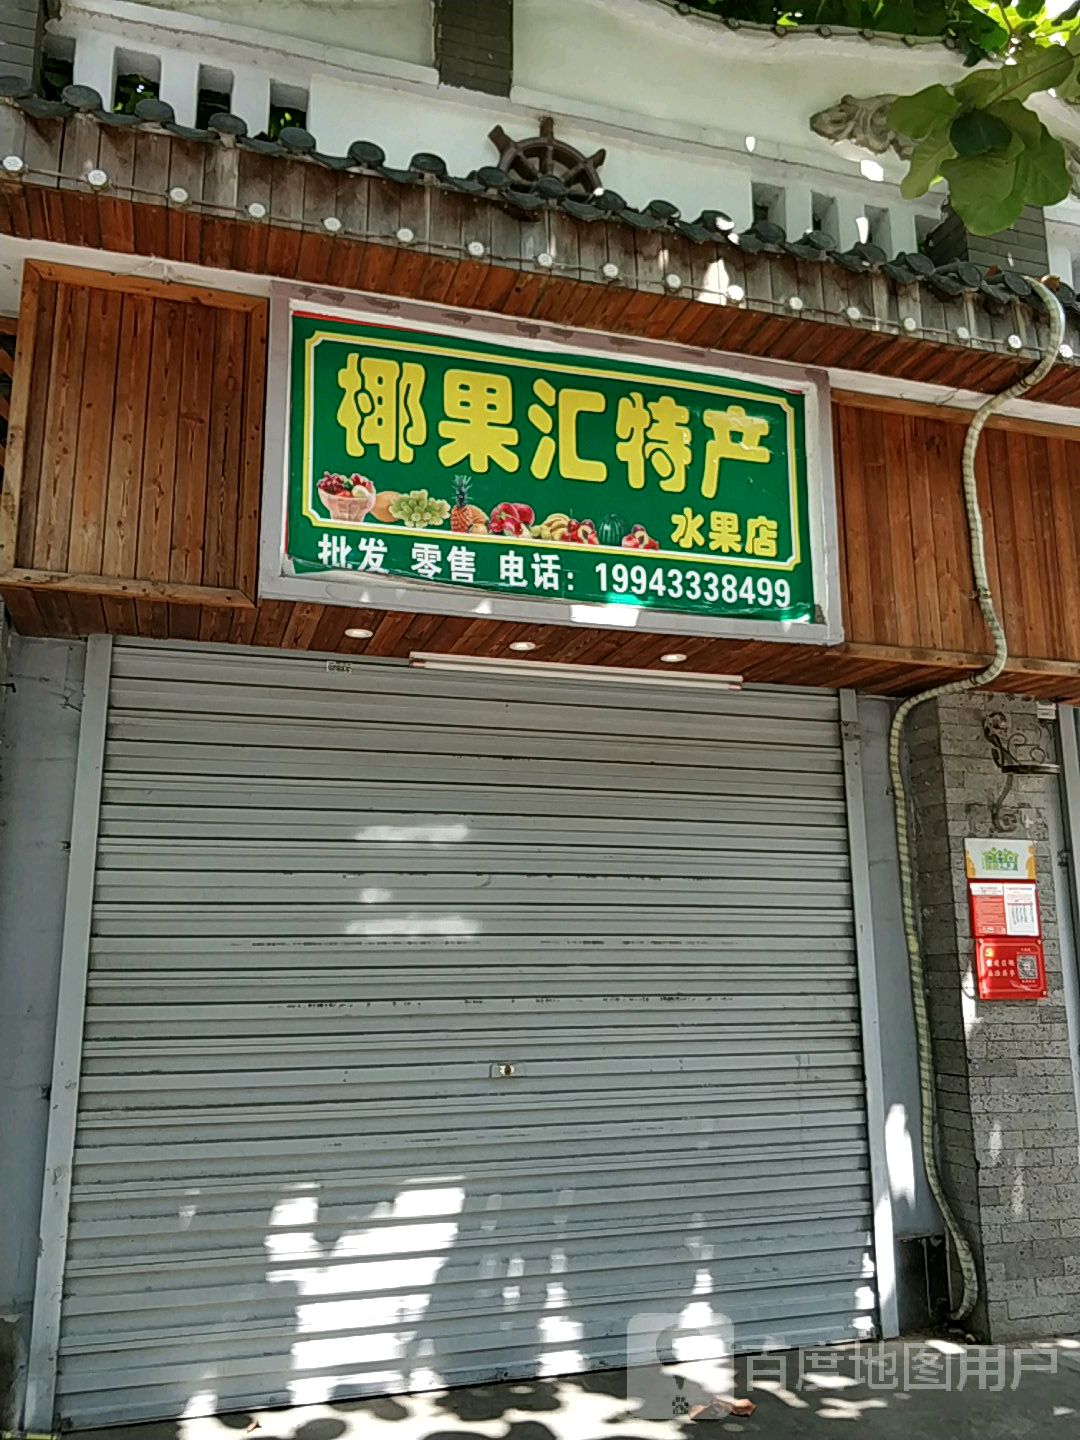 椰果汇特产
水果店
批发 零售 电话：19943338499
百度地图用户